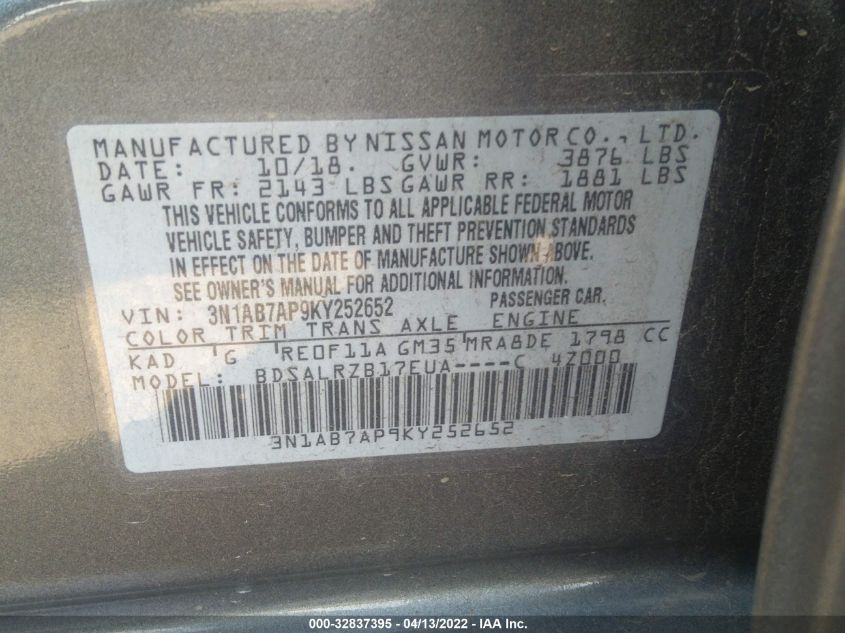 MANUFACTURED BY NISSAN MOTOR CO., LTD.
DATE: 10/18. GVWR: 3876 LBS
GAWR FR: 2143 LBS GAWR RR: 1881 LBS
THIS VEHICLE CONFORMS TO ALL APPLICABLE FEDERAL MOTOR
VEHICLE SAFETY, BUMPER AND THEFT PREVENTION STANDARDS
IN EFFECT ON THE DATE OF MANUFACTURE SHOWN ABOVE.
SEE OWNER'S MANUAL FOR ADDITIONAL INFORMATION.
VIN: 3N1AB7AP9KY252652 PASSENGER CAR.
COLOR TRIM TRANS AXLE ENGINE
KAD G RE0F11A GM35 MRA8DE 1798 CC
MODEL: BDSALRZB17EUA----C 4Z000
3N1AB7AP9KY252652
000-32837395 - 04/13/2022 - IAA Inc.